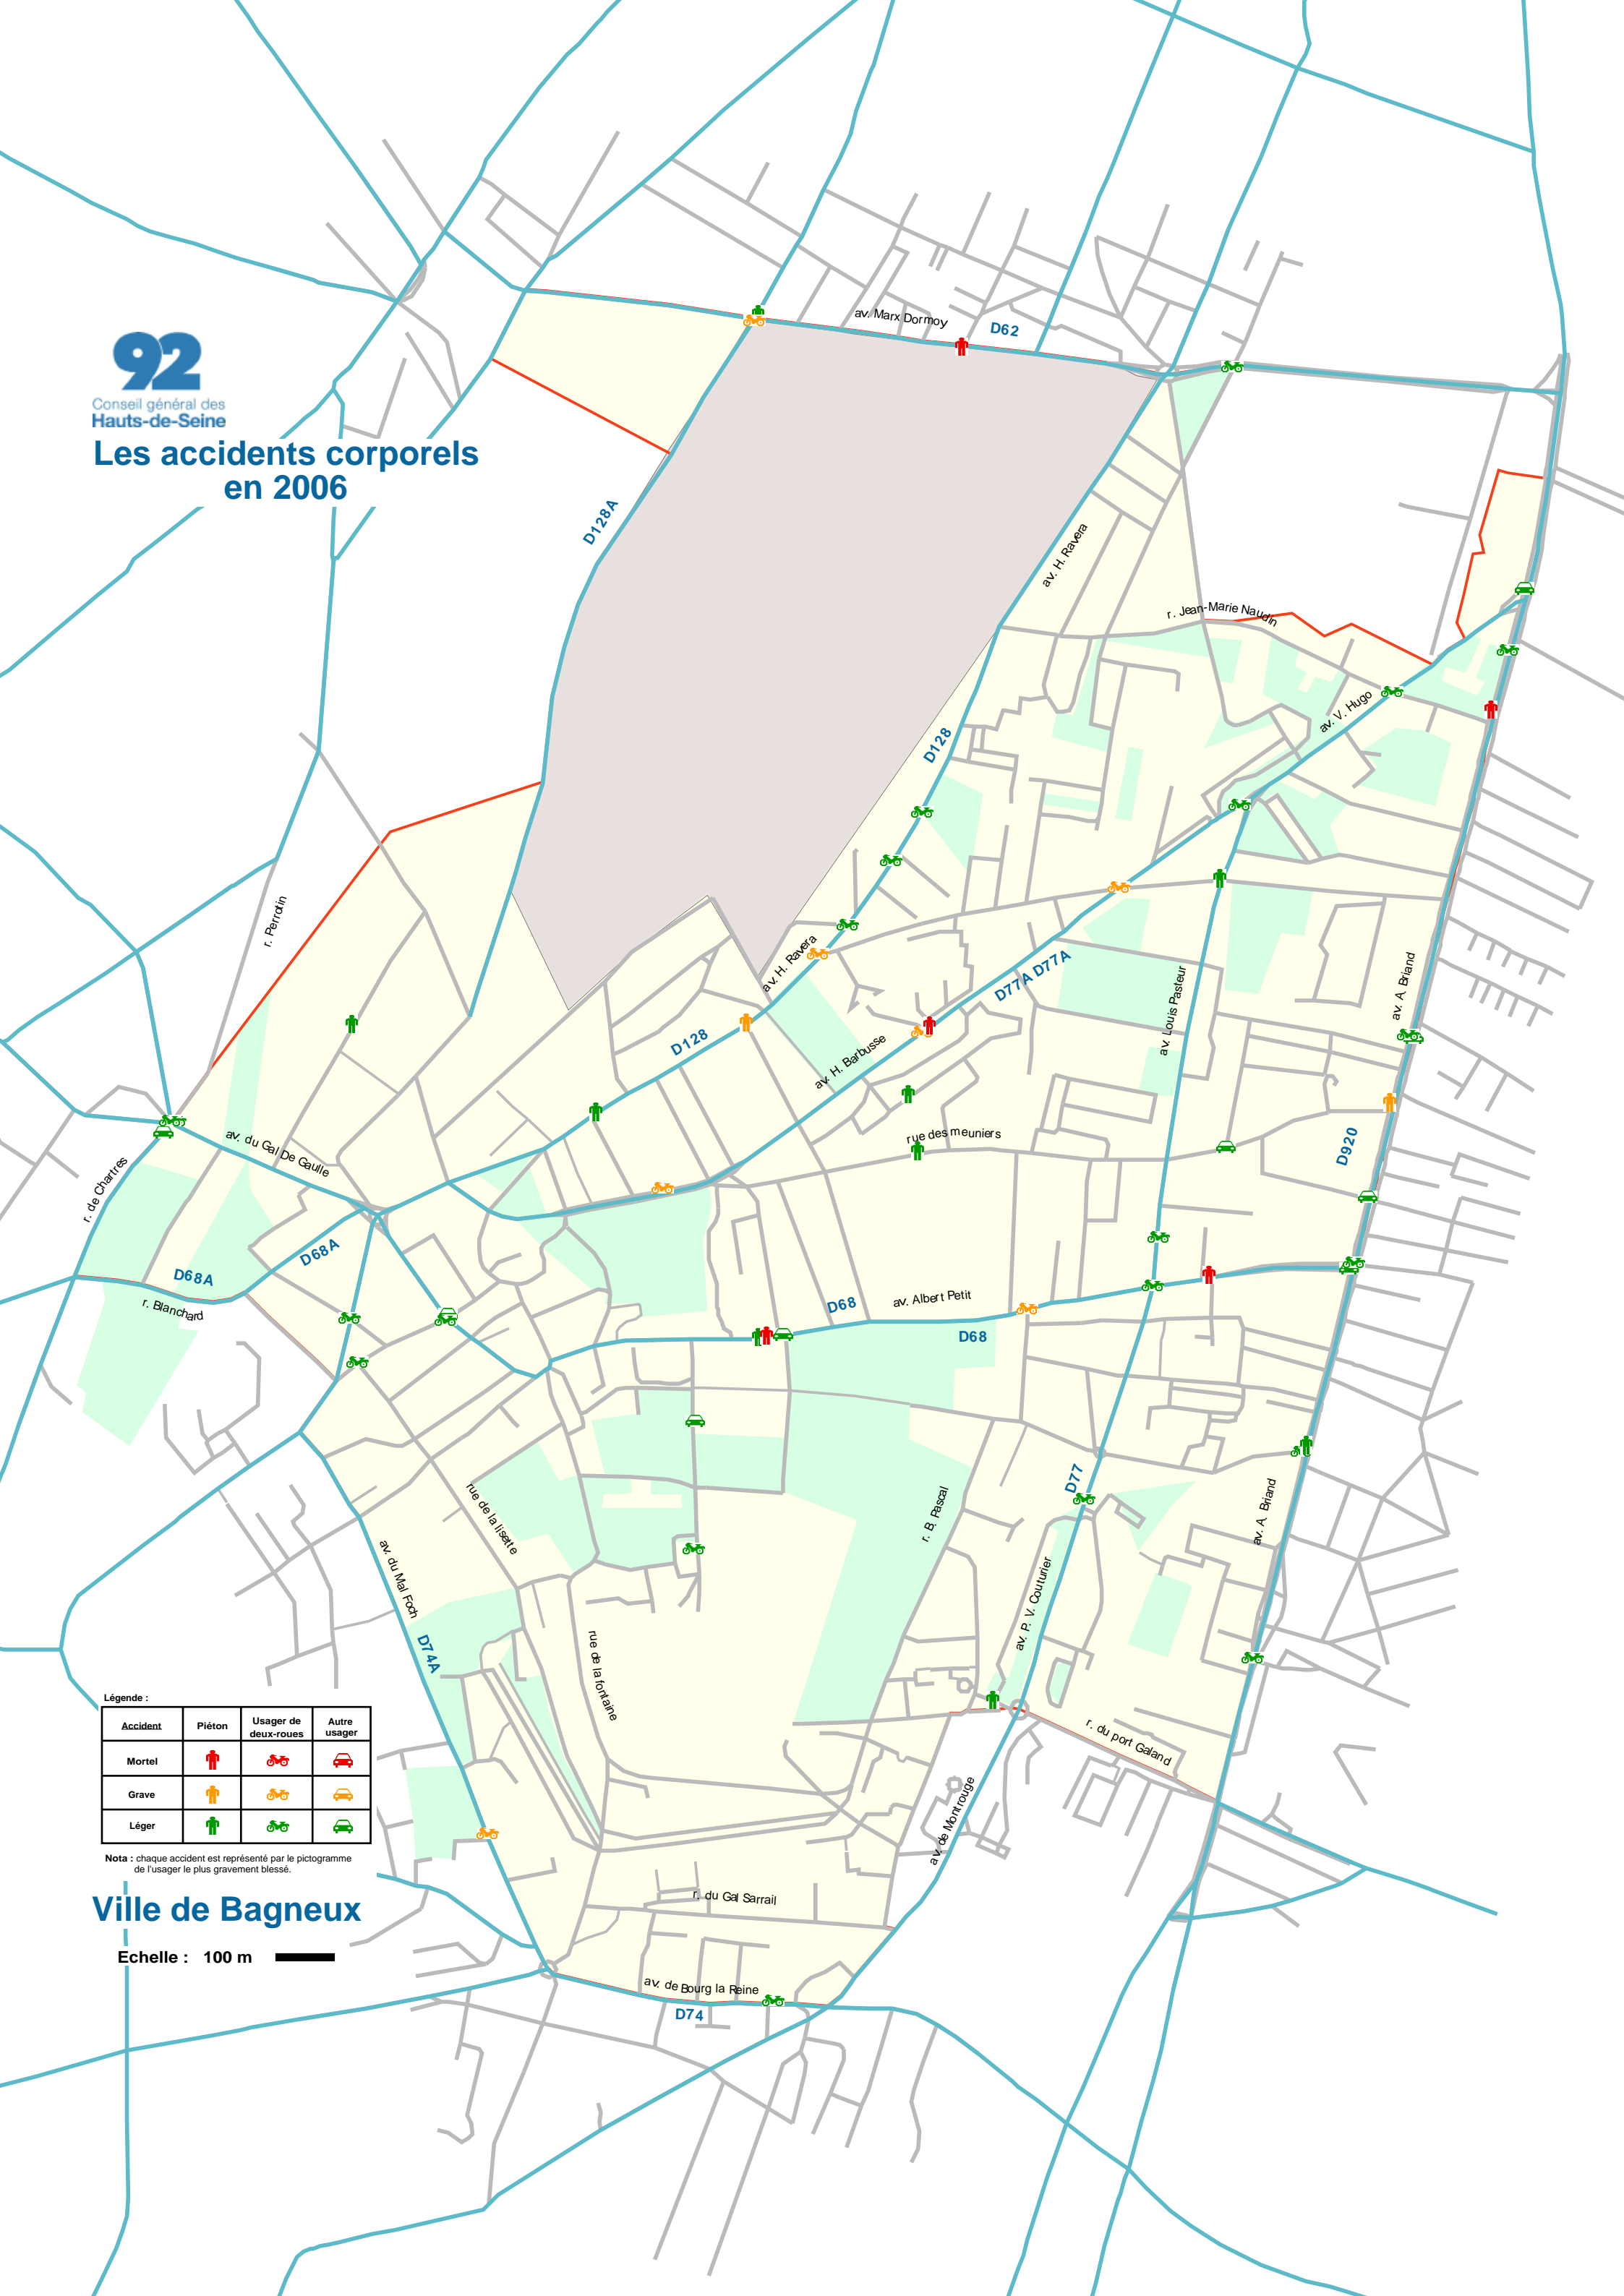 92
Conseil général des
Hauts-de-Seine
Les accidents corporels
en 2006
av. Marx Dormoy
D62
D128A
av. H. Ravera
r. Jean-Marie Naudin
av. V. Hugo
D128
r. Perrotin
av. H. Ravera
D77A D77A
av. A. Briand
av. Louis Pasteur
D128
av. H. Barbusse
rue des meuniers
D920
av. du Gal De Gaulle
r. de Chartres
D68A
D68A
r. Blanchard
av. Albert Petit
D68
D68
D77
rue de la lisette
r. B. Pascal
av. A. Briand
av. du Mal Foch
av. P. V. Couturier
D74A
rue de la fontaine
r. du port Galand
av. de Montrouge
Légende :
Accident Piéton Usager de deux-roues Autre usager
Mortel
Grave
Léger
Nota : chaque accident est représenté par le pictogramme
de l'usager le plus gravement blessé.
Ville de Bagneux
Echelle : 100 m
r. du Gal Sarrail
av. de Bourg la Reine
D74